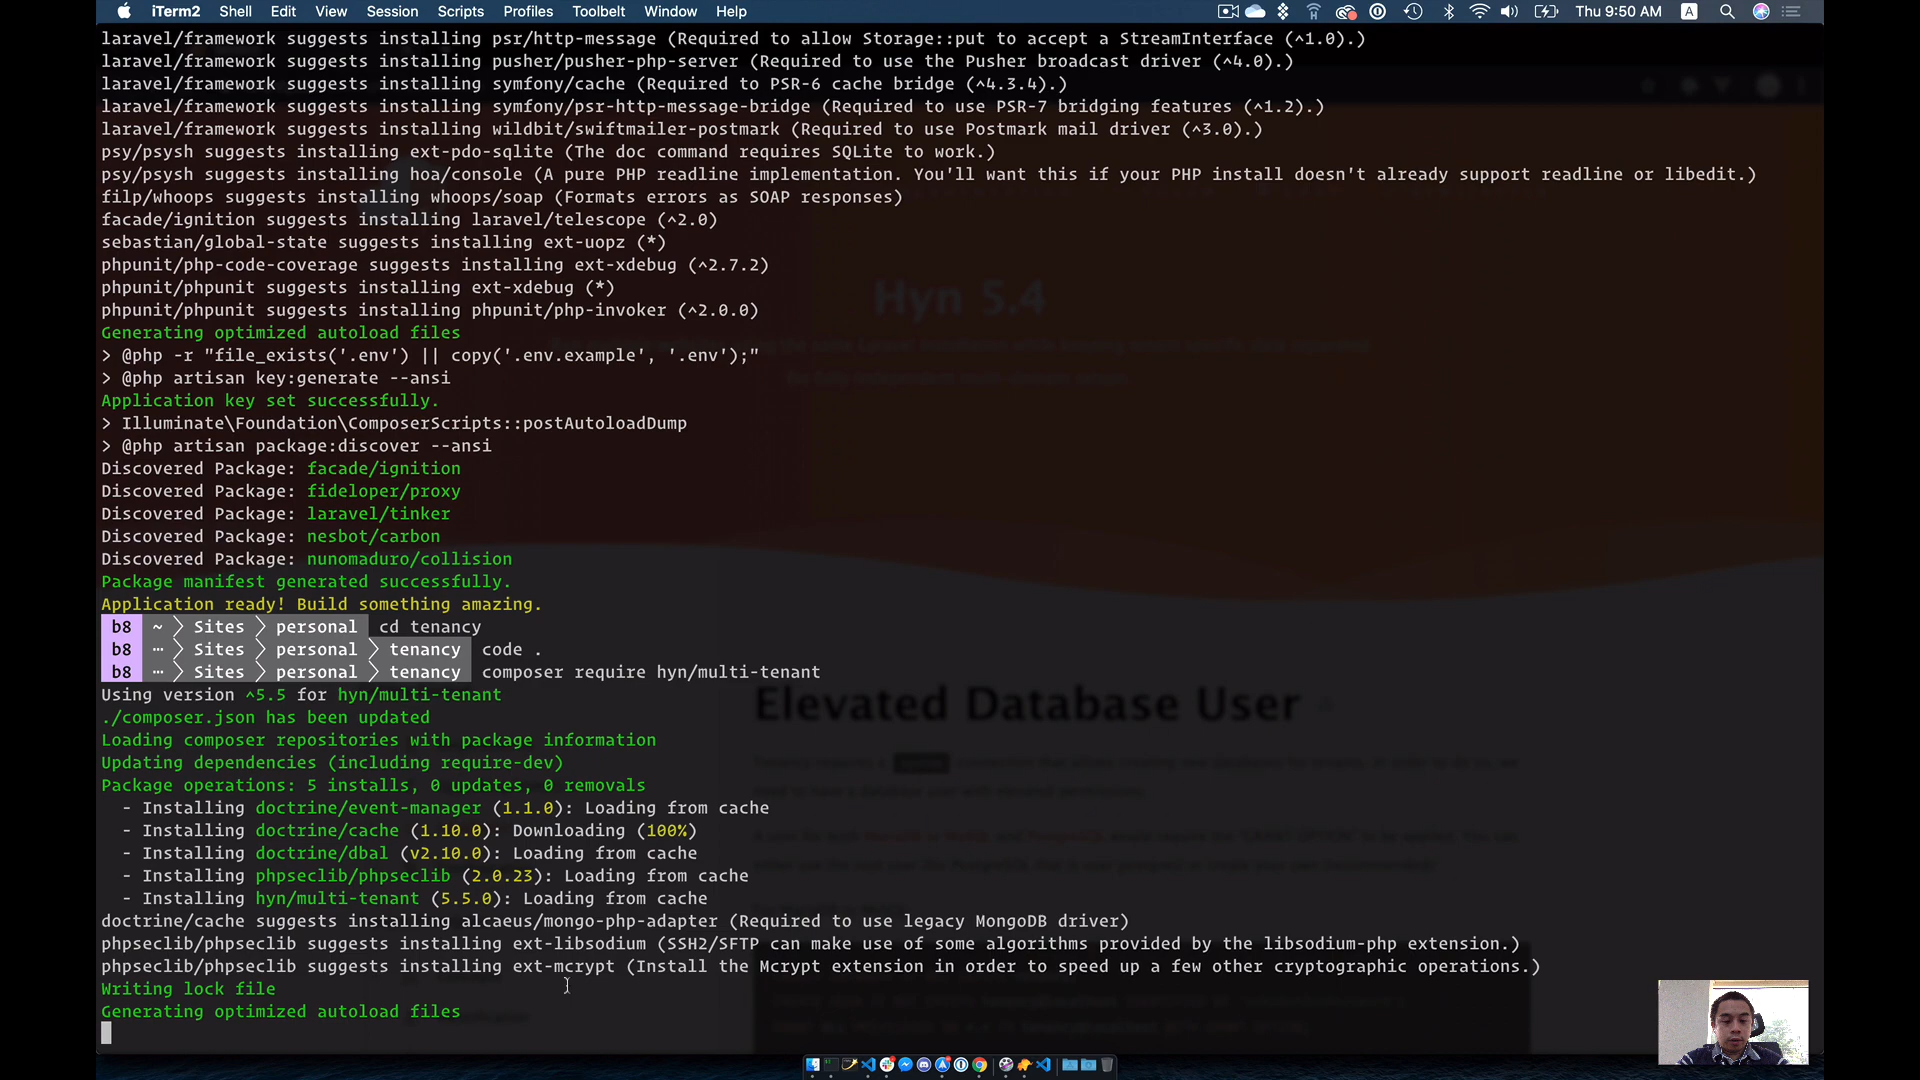 iTerm2 Shell Edit View Session Scripts Profiles Toolbelt Window Help Thu 9:50 AM A
laravel/framework suggests installing psr/http-message (Required to allow Storage::put to accept a StreamInterface (^1.0).)
laravel/framework suggests installing pusher/pusher-php-server (Required to use the Pusher broadcast driver (^4.0).)
laravel/framework suggests installing symfony/cache (Required to PSR-6 cache bridge (^4.3.4).)
laravel/framework suggests installing symfony/psr-http-message-bridge (Required to use PSR-7 bridging features (^1.2).)
laravel/framework suggests installing wildbit/swiftmailer-postmark (Required to use Postmark mail driver (^3.0).)
psy/psysh suggests installing ext-pdo-sqlite (The doc command requires SQLite to work.)
psy/psysh suggests installing hoa/console (A pure PHP readline implementation. You'll want this if your PHP install doesn't already support readline or libedit.)
filp/whoops suggests installing whoops/soap (Formats errors as SOAP responses)
facade/ignition suggests installing laravel/telescope (^2.0)
sebastian/global-state suggests installing ext-uopz (*)
phpunit/php-code-coverage suggests installing ext-xdebug (^2.7.2)
phpunit/phpunit suggests installing ext-xdebug (*)
phpunit/phpunit suggests installing phpunit/php-invoker (^2.0.0)
Hyn 5.4
Generating optimized autoload files
> @php -r "file_exists('.env') || copy('.env.example', '.env');"
> @php artisan key:generate --ansi
Application key set successfully.
> Illuminate\Foundation\ComposerScripts::postAutoloadDump
> @php artisan package:discover --ansi
Discovered Package: facade/ignition
Discovered Package: fideloper/proxy
Discovered Package: laravel/tinker
Discovered Package: nesbot/carbon
Discovered Package: nunomaduro/collision
Package manifest generated successfully.
Application ready! Build something amazing.
b8 ~ Sites personal cd tenancy
b8 ⋯ Sites personal tenancy code .
b8 ⋯ Sites personal tenancy composer require hyn/multi-tenant
Using version ^5.5 for hyn/multi-tenant
Elevated Database User
./composer.json has been updated
Loading composer repositories with package information
Updating dependencies (including require-dev)
Package operations: 5 installs, 0 updates, 0 removals
- Installing doctrine/event-manager (1.1.0): Loading from cache
- Installing doctrine/cache (1.10.0): Downloading (100%)
- Installing doctrine/dbal (v2.10.0): Loading from cache
- Installing phpseclib/phpseclib (2.0.23): Loading from cache
- Installing hyn/multi-tenant (5.5.0): Loading from cache
doctrine/cache suggests installing alcaeus/mongo-php-adapter (Required to use legacy MongoDB driver)
phpseclib/phpseclib suggests installing ext-libsodium (SSH2/SFTP can make use of some algorithms provided by the libsodium-php extension.)
phpseclib/phpseclib suggests installing ext-mcrypt (Install the Mcrypt extension in order to speed up a few other cryptographic operations.)
Writing lock file
Generating optimized autoload files